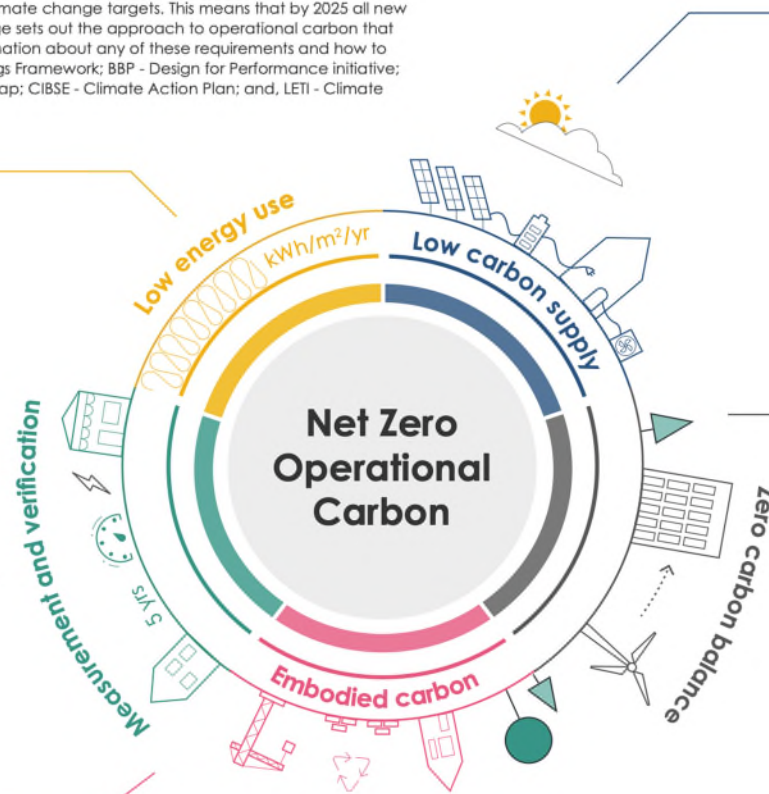 mate change targets. This means that by 2025 all new
ge sets out the approach to operational carbon that
nation about any of these requirements and how to
gs Framework; BBP - Design for Performance initiative;
ap; CIBSE - Climate Action Plan; and, LETI - Climate
Low energy use
kWh/m²/yr
Low carbon supply
Net Zero
Operational
Carbon
Measurement and verification
5 yrs
Zero carbon balance
Embodied carbon